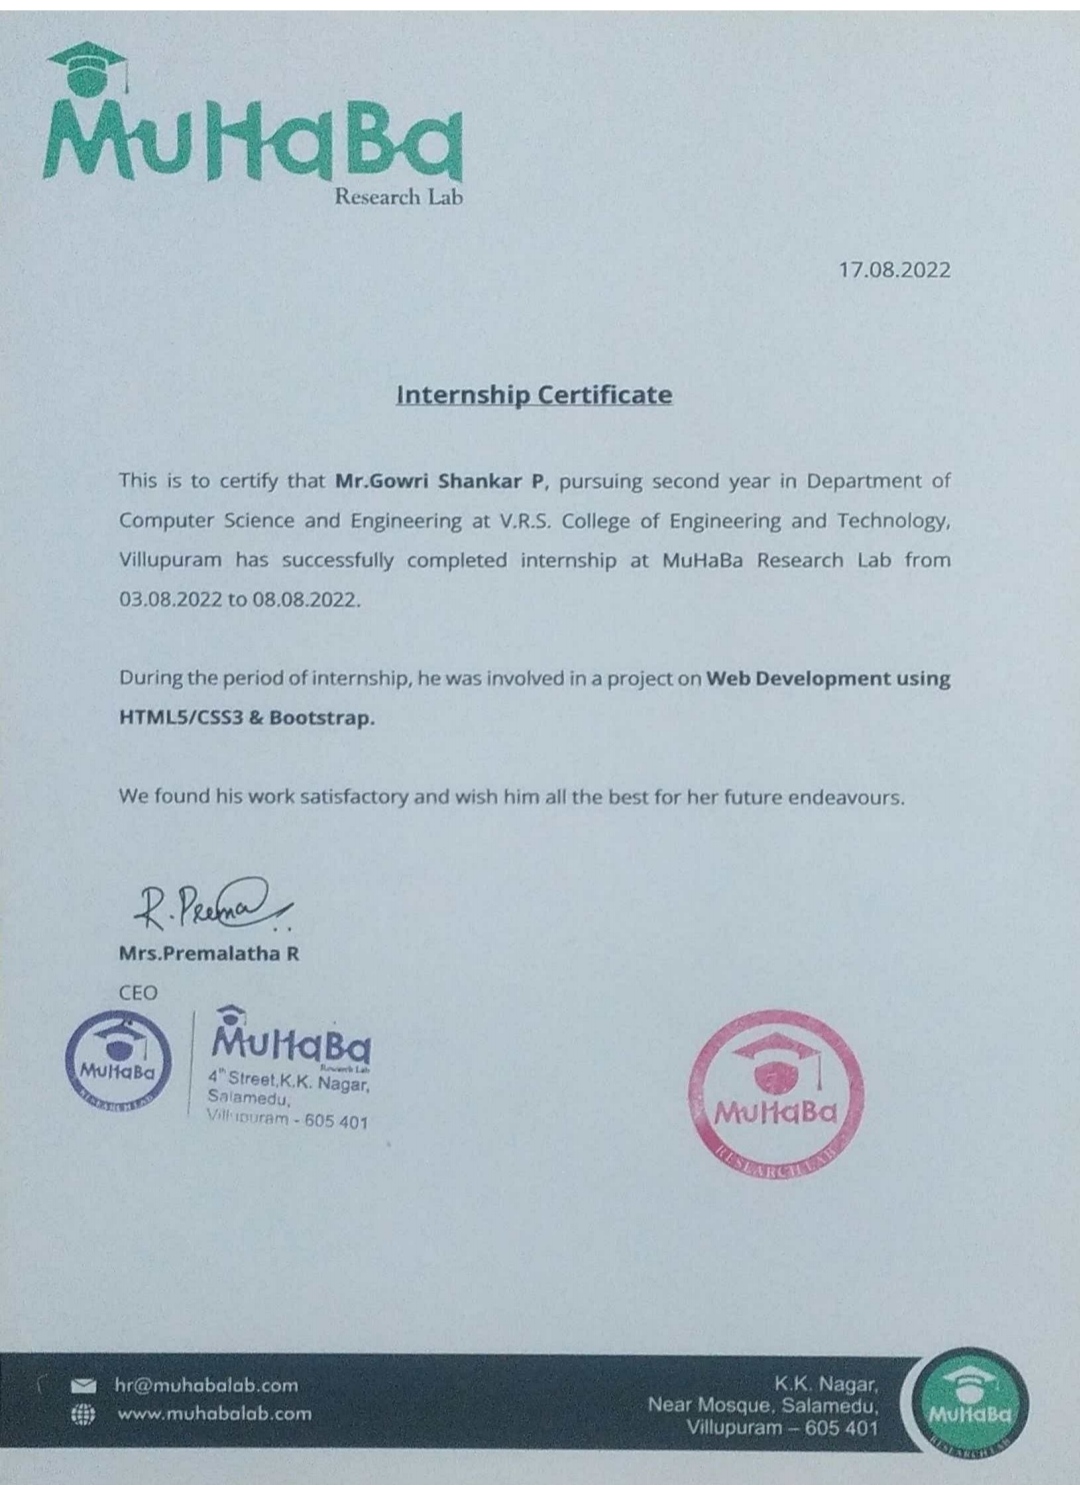 MuHaBa
Research Lab
17.08.2022
Internship Certificate
This is to certify that Mr.Gowri Shankar P, pursuing second year in Department of
Computer Science and Engineering at V.R.S. College of Engineering and Technology,
Villupuram has successfully completed internship at MuHaBa Research Lab from
03.08.2022 to 08.08.2022.
During the period of internship, he was involved in a project on Web Development using
HTML5/CSS3 & Bootstrap.
We found his work satisfactory and wish him all the best for her future endeavours.
R.Prema
Mrs.Premalatha R
CEO
MuHaBa
RESEARCH LAB
MuHaBa
Research Lab
4th Street,K.K. Nagar,
Salamedu,
Villupuram - 605 401
MuHaBa
RESEARCH LAB
hr@muhabalab.com
www.muhabalab.com
K.K. Nagar,
Near Mosque, Salamedu,
Villupuram – 605 401
MuHaBa
RESEARCH LAB